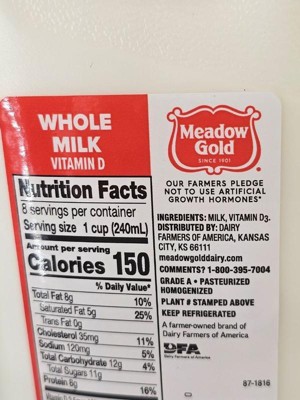 WHOLE
MILK
VITAMIN D
Nutrition Facts
8 servings per container
Serving size 1 cup (240mL)
Amount per serving
Calories 150
% Daily Value*
Total Fat 8g 10%
Saturated Fat 5g 25%
Trans Fat 0g
Cholesterol 35mg 11%
Sodium 120mg 5%
Total Carbohydrate 12g 4%
Total Sugars 11g
Protein 8g 16%
Meadow
Gold
SINCE 1901
OUR FARMERS PLEDGE
NOT TO USE ARTIFICIAL
GROWTH HORMONES*
INGREDIENTS: MILK, VITAMIN D3.
DISTRIBUTED BY: DAIRY
FARMERS OF AMERICA, KANSAS
CITY, KS 66111
meadowgolddairy.com
COMMENTS? 1-800-395-7004
GRADE A • PASTEURIZED
HOMOGENIZED
PLANT # STAMPED ABOVE
KEEP REFRIGERATED
A farmer-owned brand of
Dairy Farmers of America
DFA
Dairy Farmers of America
87-1816